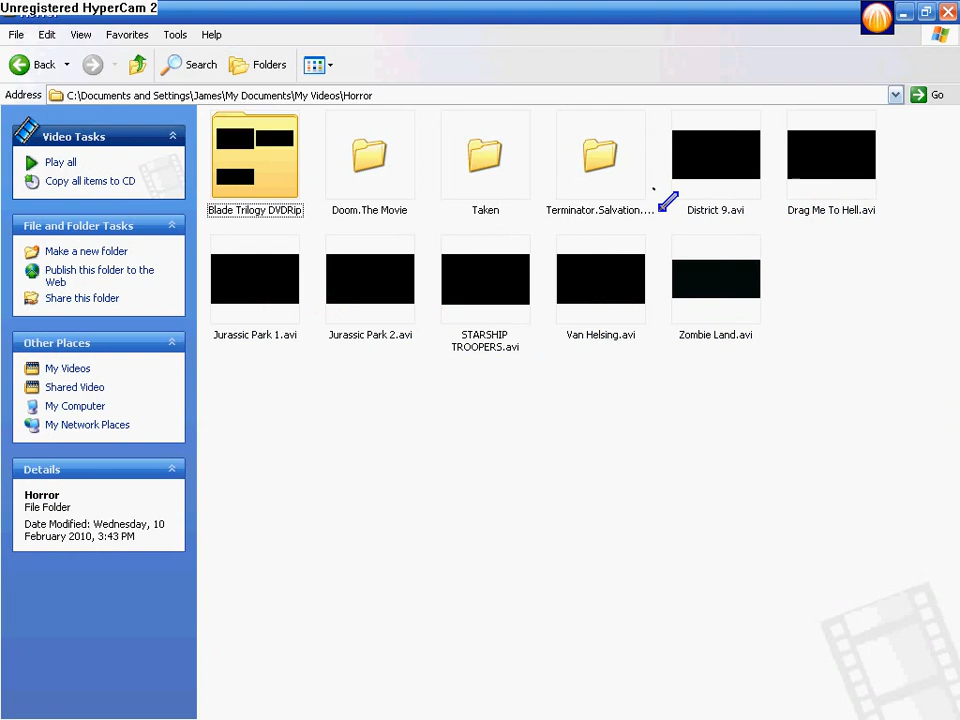 Unregistered HyperCam 2
File Edit View Favorites Tools Help
Back Search Folders
Address C:\Documents and Settings\James\My Documents\My Videos\Horror Go
Video Tasks
Play all
Copy all items to CD
File and Folder Tasks
Make a new folder
Publish this folder to the
Web
Share this folder
Other Places
My Videos
Shared Video
My Computer
My Network Places
Details
Horror
File Folder
Date Modified: Wednesday, 10
February 2010, 3:43 PM
Blade Trilogy DVDRip Doom.The Movie Taken Terminator.Salvation.... District 9.avi Drag Me To Hell.avi
Jurassic Park 1.avi Jurassic Park 2.avi STARSHIP
TROOPERS.avi Van Helsing.avi Zombie Land.avi